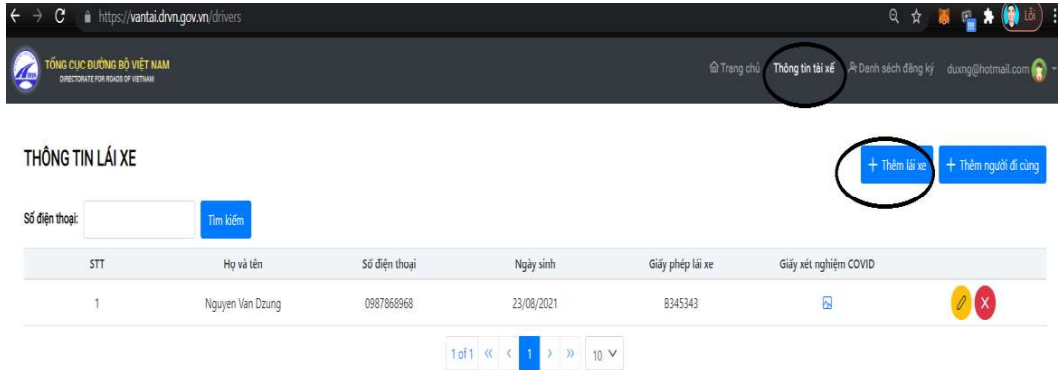 https://vantai.drvn.gov.vn/drivers
Lỗi
TỔNG CỤC ĐƯỜNG BỘ VIỆT NAM
DIRECTORATE FOR ROADS OF VIETNAM
Trang chủ Thông tin tài xế Danh sách đăng ký duxng@hotmail.com
THÔNG TIN LÁI XE
+ Thêm lái xe + Thêm người đi cùng
Số điện thoại: Tìm kiếm
STT Họ và tên Số điện thoại Ngày sinh Giấy phép lái xe Giấy xét nghiệm COVID
1 Nguyen Van Dzung 0987868968 23/08/2021 B345343
1 of 1 « ‹ 1 › » 10